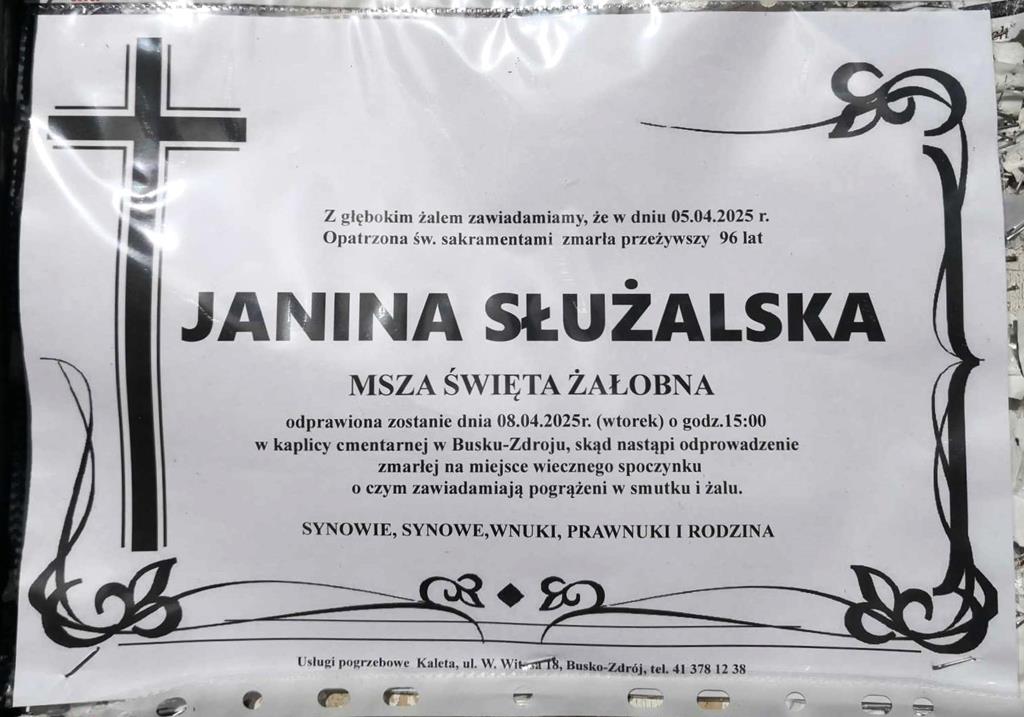 Z głębokim żalem zawiadamiamy, że w dniu 05.04.2025 r.
Opatrzona św. sakramentami zmarła przeżywszy 96 lat
JANINA SŁUŻALSKA
MSZA ŚWIĘTA ŻAŁOBNA
odprawiona zostanie dnia 08.04.2025r. (wtorek) o godz.15:00
w kaplicy cmentarnej w Busku-Zdroju, skąd nastąpi odprowadzenie
zmarłej na miejsce wiecznego spoczynku
o czym zawiadamiają pogrążeni w smutku i żalu.
SYNOWIE, SYNOWE,WNUKI, PRAWNUKI I RODZINA
Usługi pogrzebowe Kaleta, ul. W. 18, Busko-Zdrój, tel. 41 378 12 38